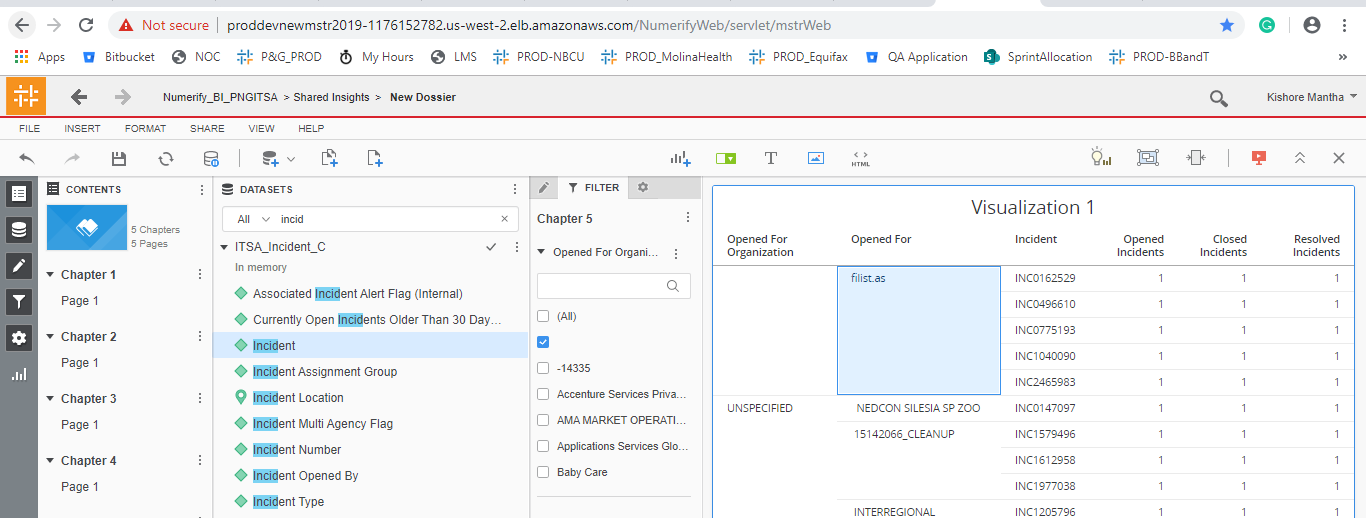 Not secure | proddevnewmstr2019-1176152782.us-west-2.elb.amazonaws.com/NumerifyWeb/servlet/mstrWeb
Apps Bitbucket NOC P&G_PROD My Hours LMS PROD-NBCU PROD_MolinaHealth PROD_Equifax QA Application SprintAllocation PROD-BBandT »
Numerify_BI_PNGITSA > Shared Insights > New Dossier Kishore Mantha
FILE INSERT FORMAT SHARE VIEW HELP
T HTML
CONTENTS
5 Chapters
5 Pages
Chapter 1
Page 1
Chapter 2
Page 1
Chapter 3
Page 1
Chapter 4
Page 1
DATASETS
All incid
ITSA_Incident_C
In memory
Associated Incident Alert Flag (Internal)
Currently Open Incidents Older Than 30 Day…
Incident
Incident Assignment Group
Incident Location
Incident Multi Agency Flag
Incident Number
Incident Opened By
Incident Type
FILTER
Chapter 5
Opened For Organi…
(All)
-14335
Accenture Services Priva…
AMA MARKET OPERATI…
Applications Services Glo…
Baby Care
Visualization 1
Opened For Organization Opened For Incident Opened Incidents Closed Incidents Resolved Incidents
filist.as INC0162529 1 1 1
INC0496610 1 1 1
INC0775193 1 1 1
INC1040090 1 1 1
INC2465983 1 1 1
UNSPECIFIED NEDCON SILESIA SP ZOO INC0147097 1 1 1
15142066_CLEANUP INC1579496 1 1 1
INC1612958 1 1 1
INC1977038 1 1 1
INTERREGIONAL INC1205796 1 1 1